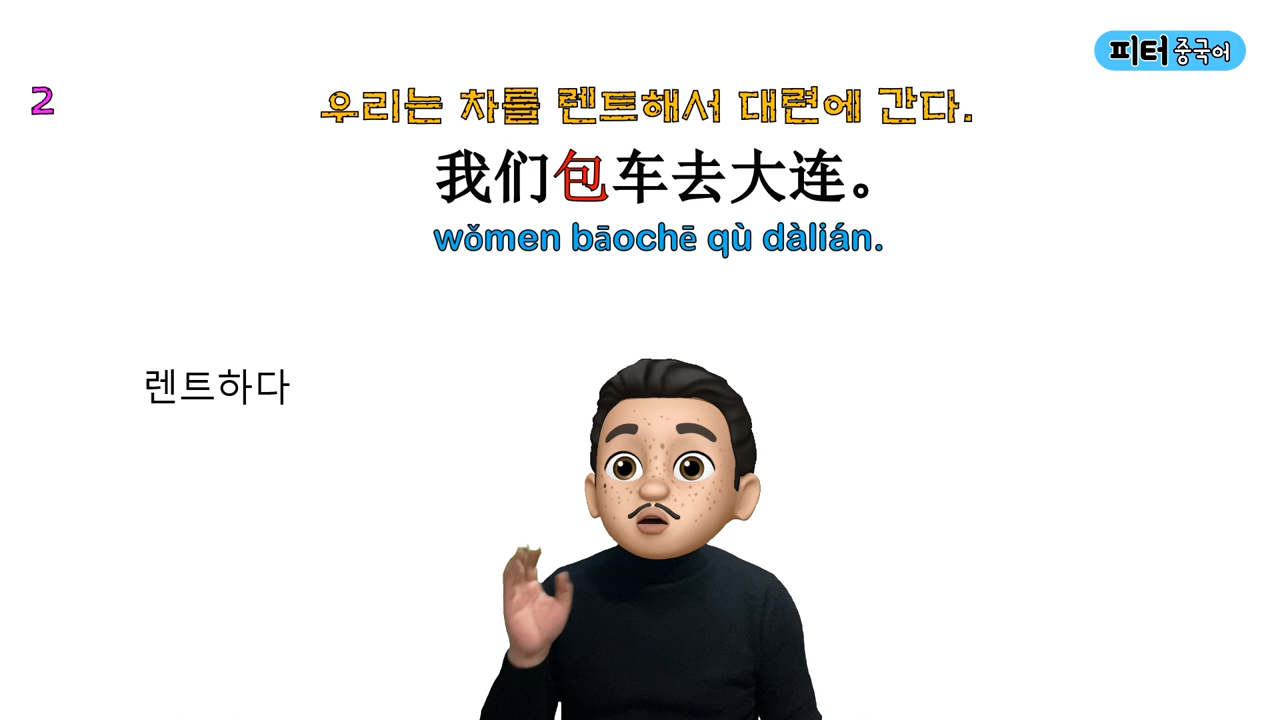 피터 중국어
2
우리는 차를 렌트해서 대련에 간다.
我们包车去大连。
wǒmen bāochē qù dàlián.
렌트하다